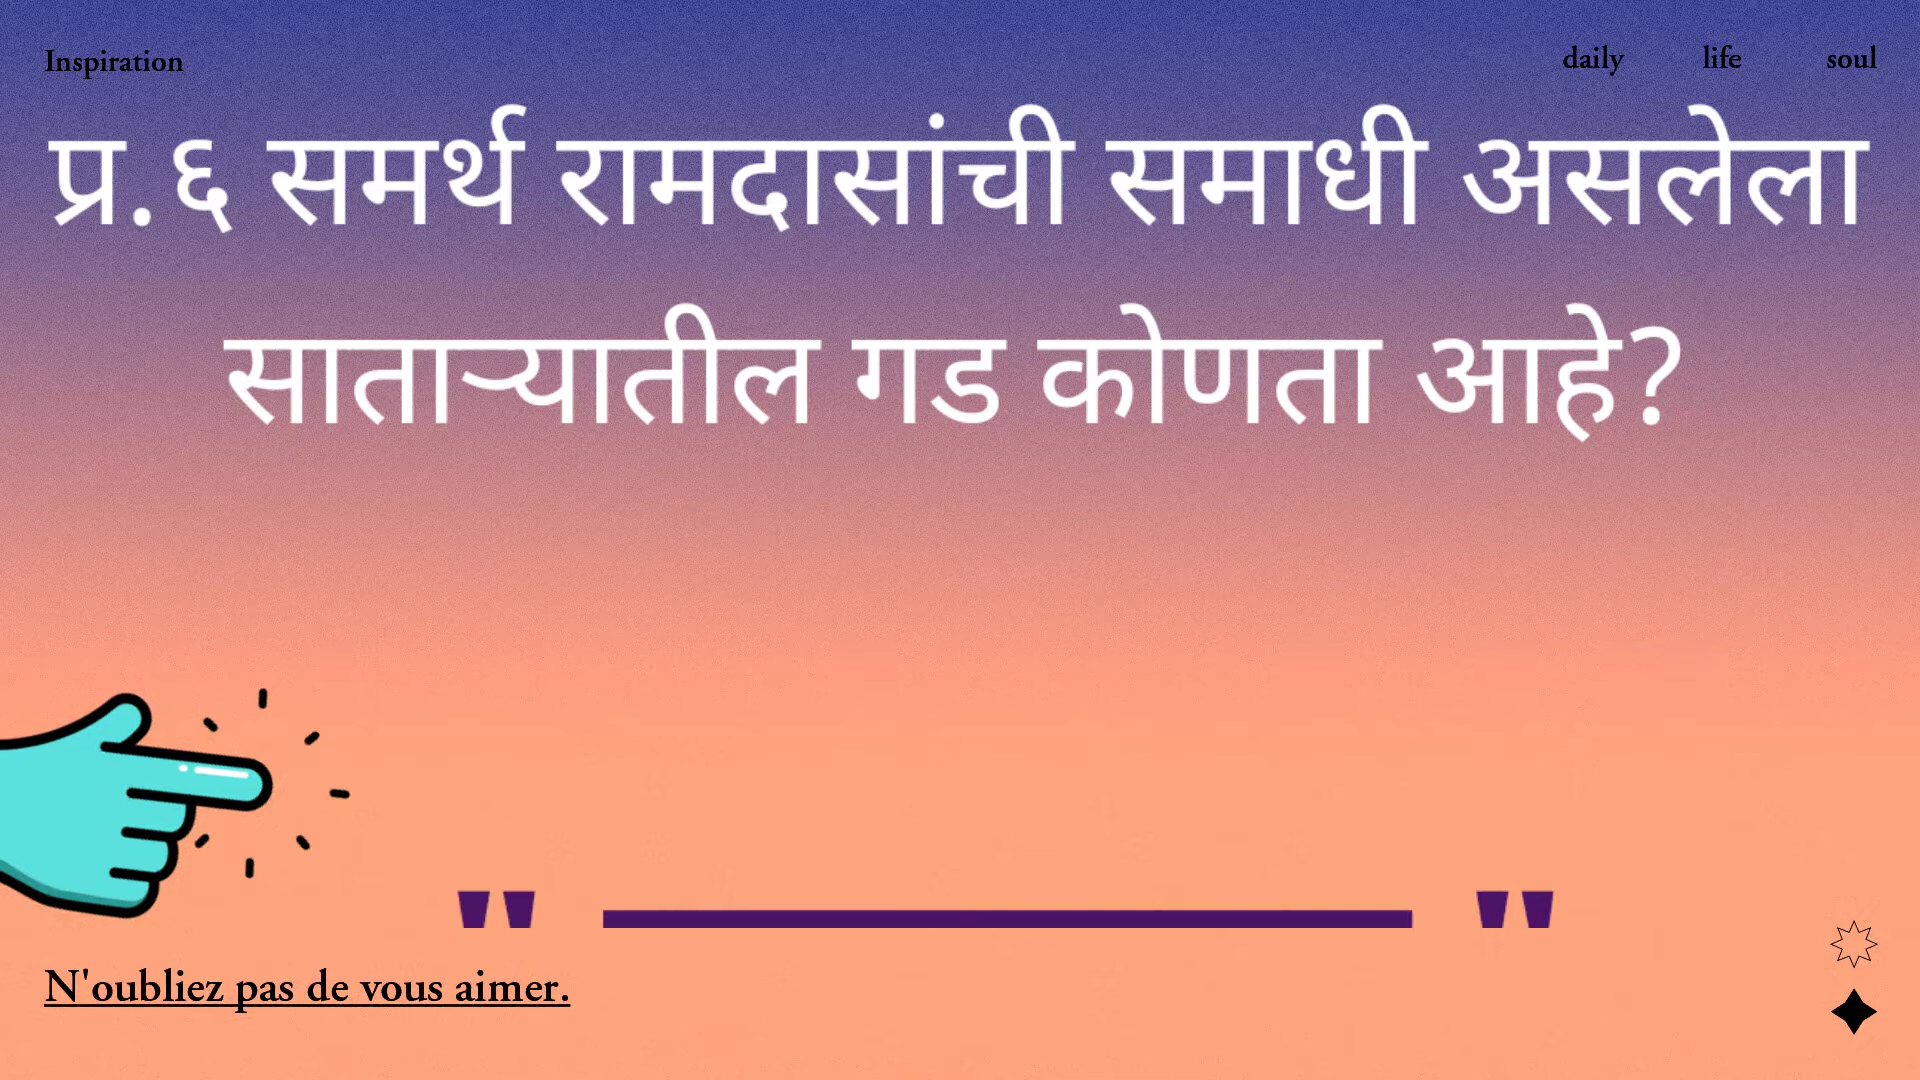 Inspiration daily life soul
प्र.६ समर्थ रामदासांची समाधी असलेला
साताऱ्यातील गड कोणता आहे?
" "
N'oubliez pas de vous aimer.